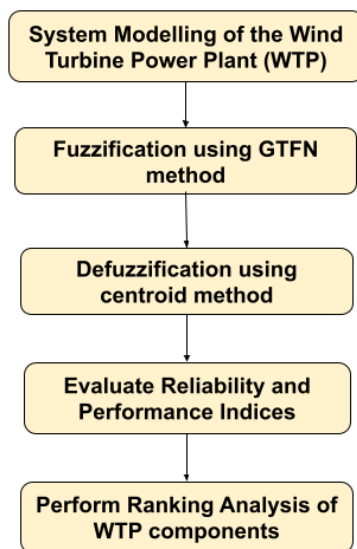 System Modelling of the Wind
Turbine Power Plant (WTP)
Fuzzification using GTFN
method
Defuzzification using
centroid method
Evaluate Reliability and
Performance Indices
Perform Ranking Analysis of
WTP components